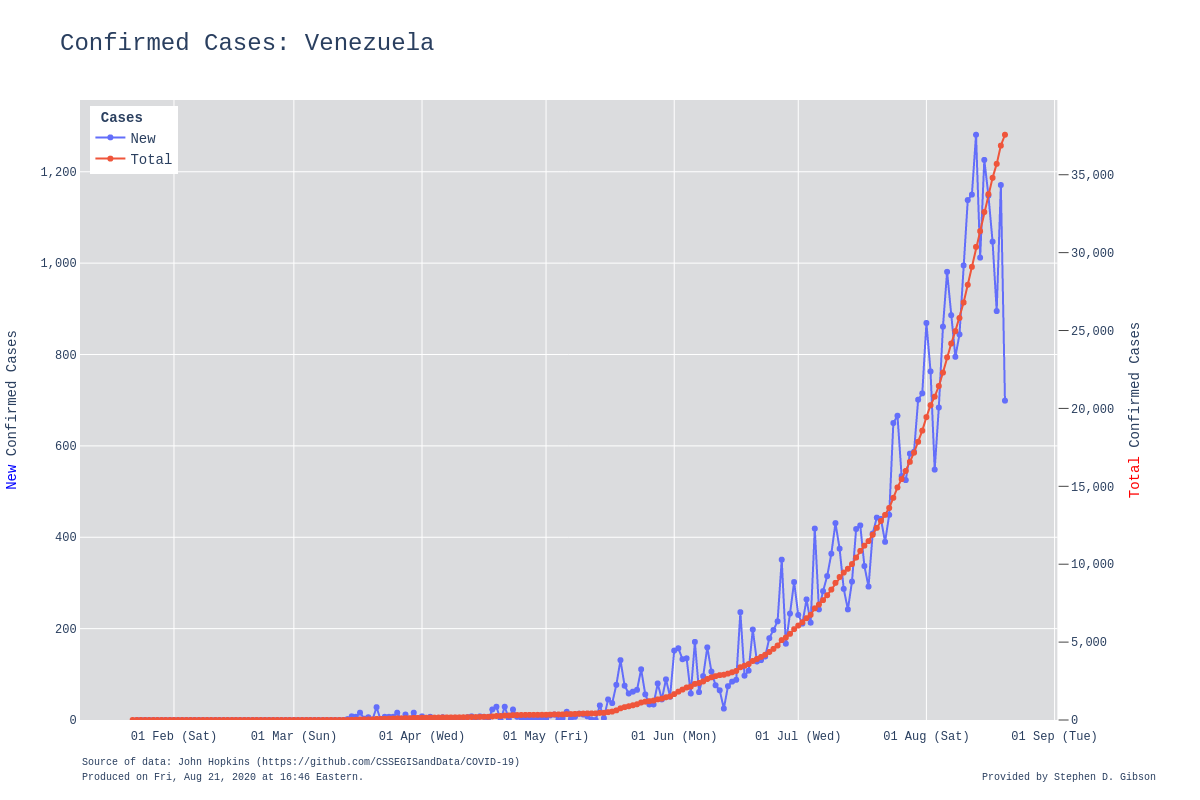 Confirmed Cases: Venezuela
Cases
New
Total
1,200
1,000
800
600
400
200
0
35,000
30,000
25,000
20,000
15,000
10,000
5,000
0
New Confirmed Cases
Total Confirmed Cases
01 Feb (Sat)
01 Mar (Sun)
01 Apr (Wed)
01 May (Fri)
01 Jun (Mon)
01 Jul (Wed)
01 Aug (Sat)
01 Sep (Tue)
Source of data: John Hopkins (https://github.com/CSSEGISandData/COVID-19)
Produced on Fri, Aug 21, 2020 at 16:46 Eastern.
Provided by Stephen D. Gibson